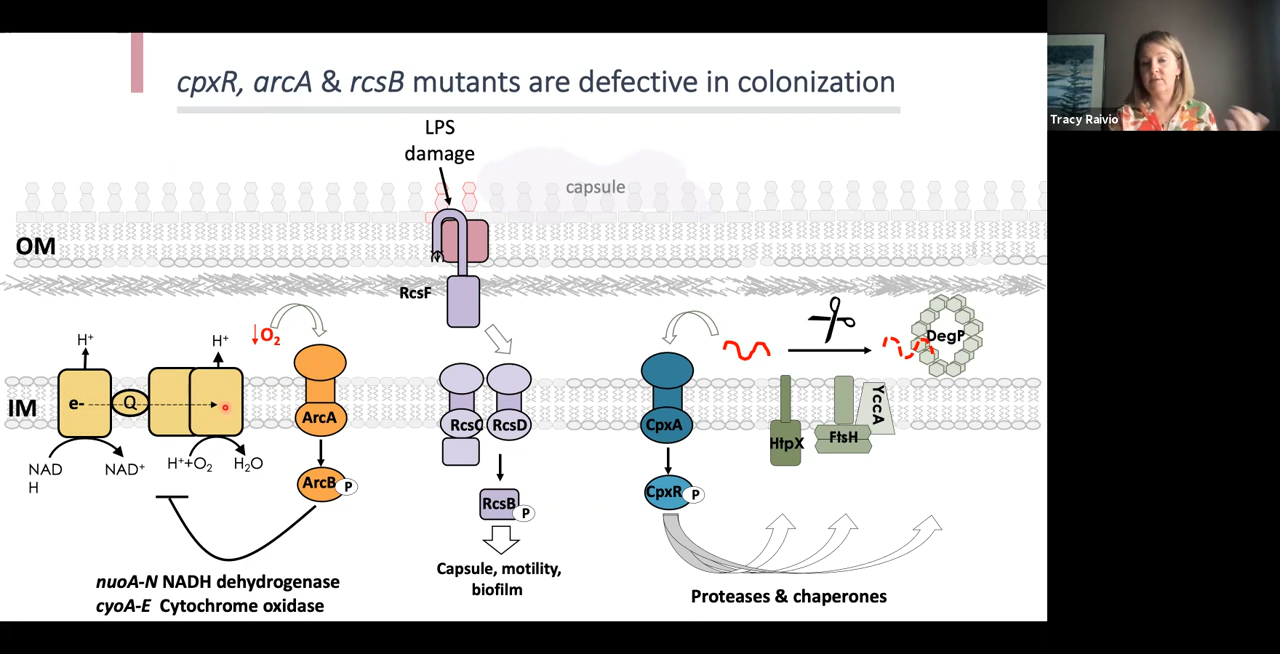 cpxR, arcA & rcsB mutants are defective in colonization
Tracy Raivio
LPS
damage
capsule
OM
RcsF
H⁺
H⁺
↓O₂
DegP
IM
e-
Q
ArcA
RcsC
RcsD
CpxA
HtpX
FtsH
YccA
NAD
H
NAD⁺
H⁺+O₂
H₂O
ArcB
P
RcsB
P
CpxR
P
Capsule, motility,
biofilm
nuoA-N NADH dehydrogenase
cyoA-E Cytochrome oxidase
Proteases & chaperones